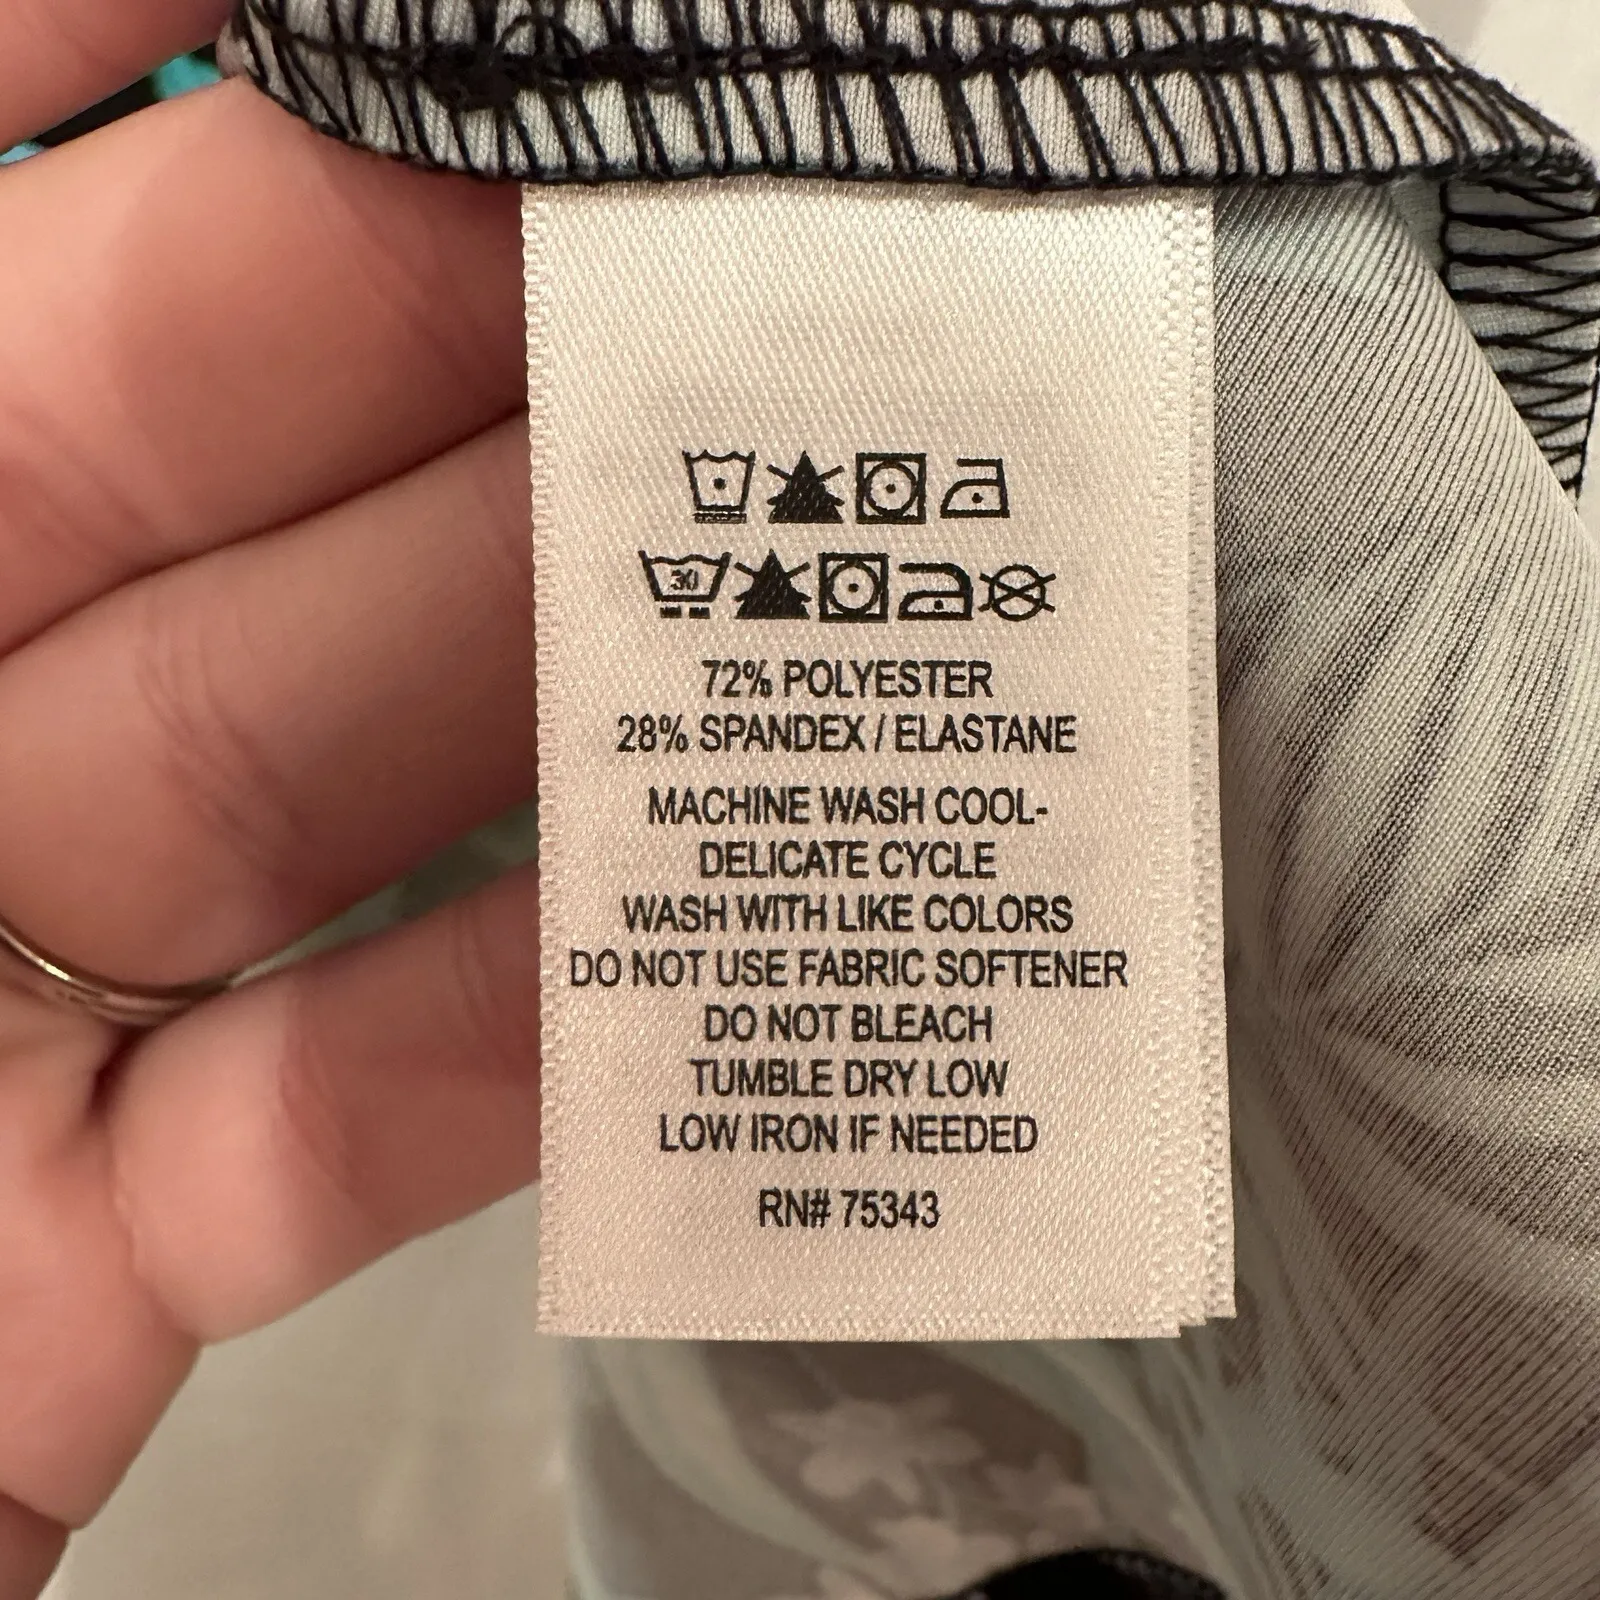 30
72% POLYESTER
28% SPANDEX / ELASTANE
MACHINE WASH COOL-
DELICATE CYCLE
WASH WITH LIKE COLORS
DO NOT USE FABRIC SOFTENER
DO NOT BLEACH
TUMBLE DRY LOW
LOW IRON IF NEEDED
RN# 75343